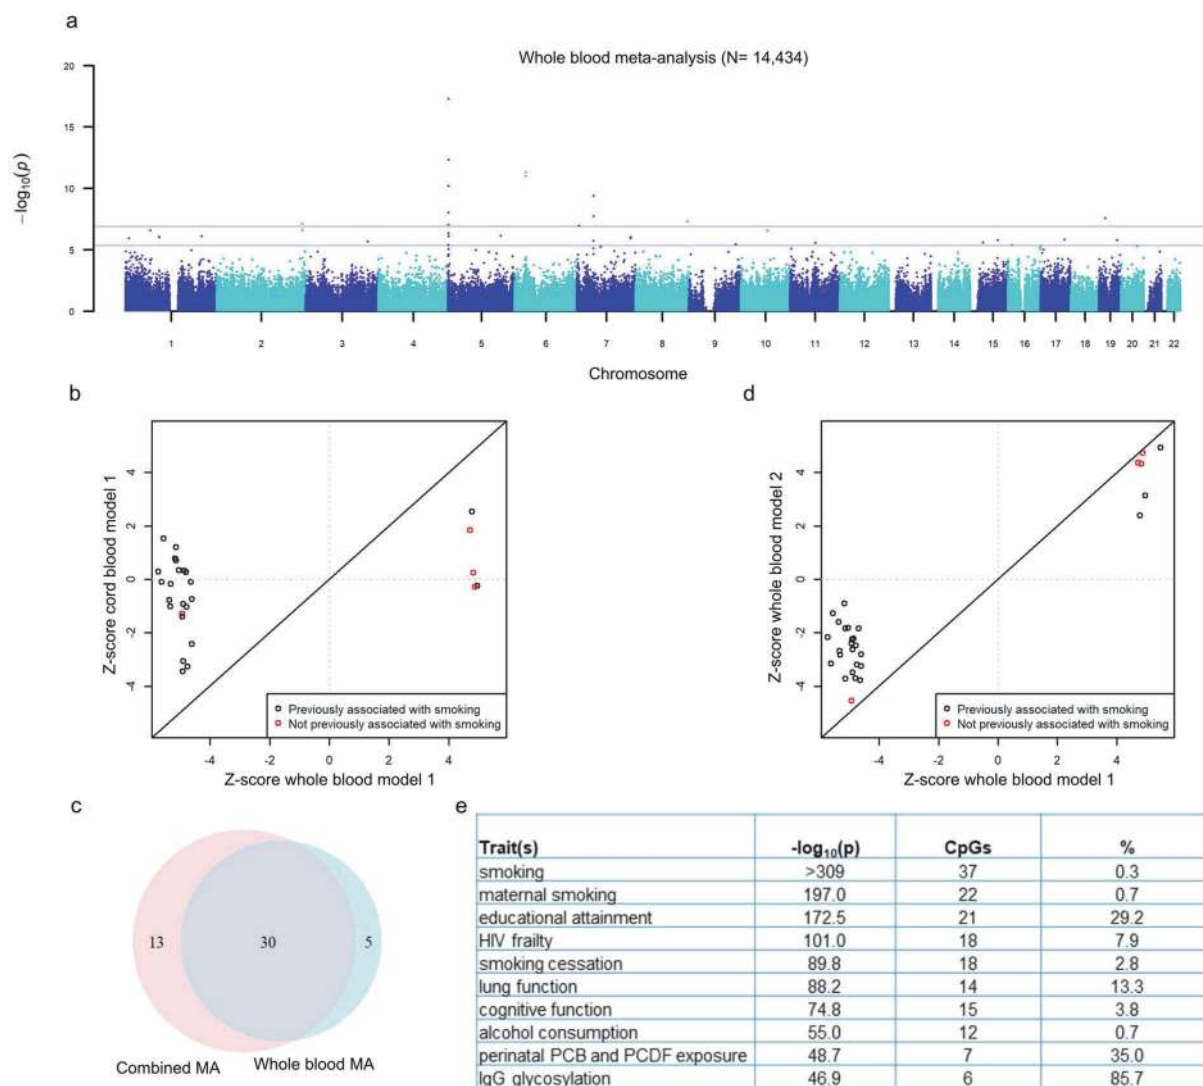 a
Whole blood meta-analysis (N= 14,434)
20
15
10
5
0
−log10(p)
1 2 3 4 5 6 7 8 9 10 11 12 13 14 15 16 17 18 19 20 21 22
Chromosome
b
Z-score cord blood model 1
4
2
0
-2
-4
Previously associated with smoking
Not previously associated with smoking
-4 -2 0 2 4
Z-score whole blood model 1
d
Z-score whole blood model 2
4
2
0
-2
-4
Previously associated with smoking
Not previously associated with smoking
-4 -2 0 2 4
Z-score whole blood model 1
c
13 30 5
Combined MA Whole blood MA
e
Trait(s) -log10(p) CpGs %
smoking >309 37 0.3
maternal smoking 197.0 22 0.7
educational attainment 172.5 21 29.2
HIV frailty 101.0 18 7.9
smoking cessation 89.8 18 2.8
lung function 88.2 14 13.3
cognitive function 74.8 15 3.8
alcohol consumption 55.0 12 0.7
perinatal PCB and PCDF exposure 48.7 7 35.0
IgG glycosylation 46.9 6 85.7